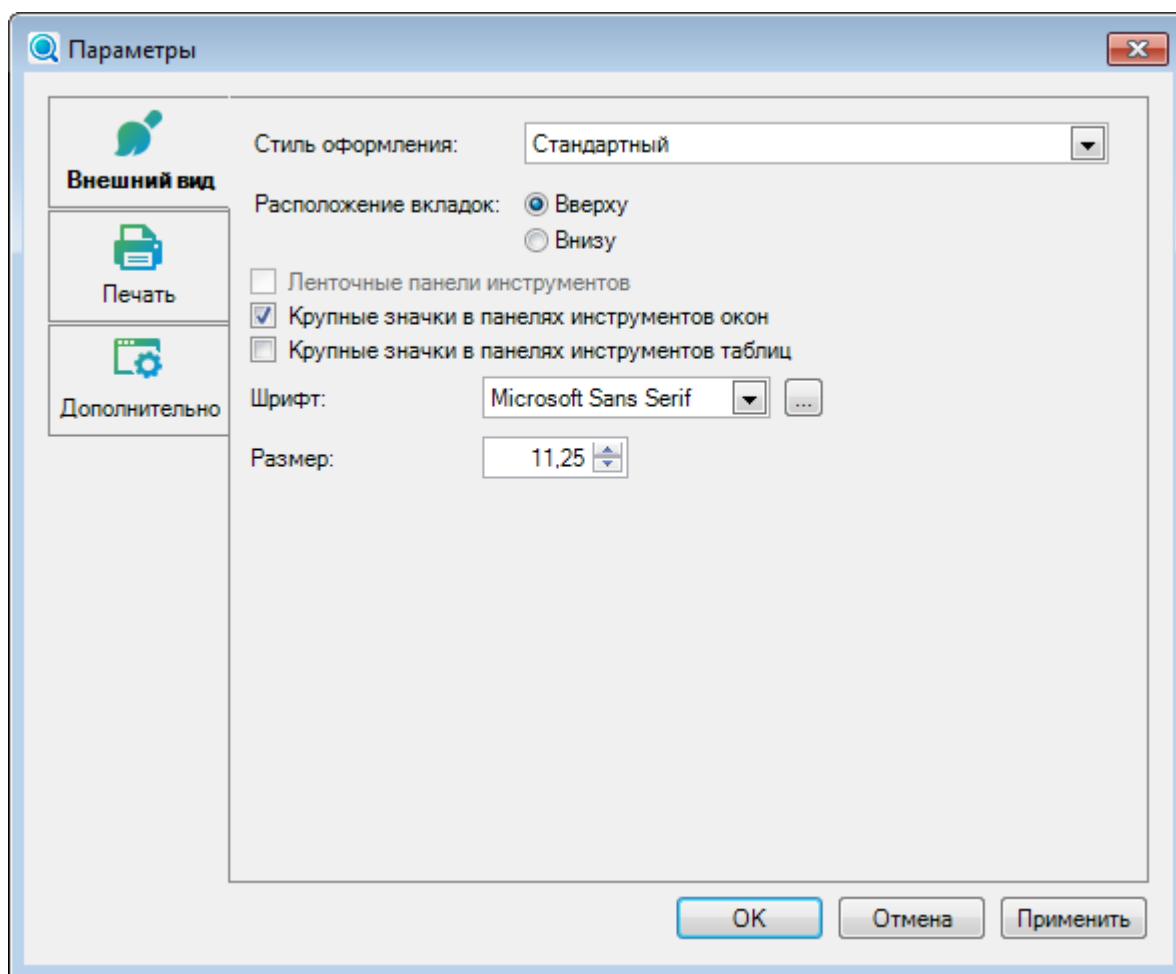 Параметры
Внешний вид
Печать
Дополнительно
Стиль оформления: Стандартный
Расположение вкладок: Вверху
Внизу
Ленточные панели инструментов
Крупные значки в панелях инструментов окон
Крупные значки в панелях инструментов таблиц
Шрифт: Microsoft Sans Serif ...
Размер: 11,25
OK Отмена Применить